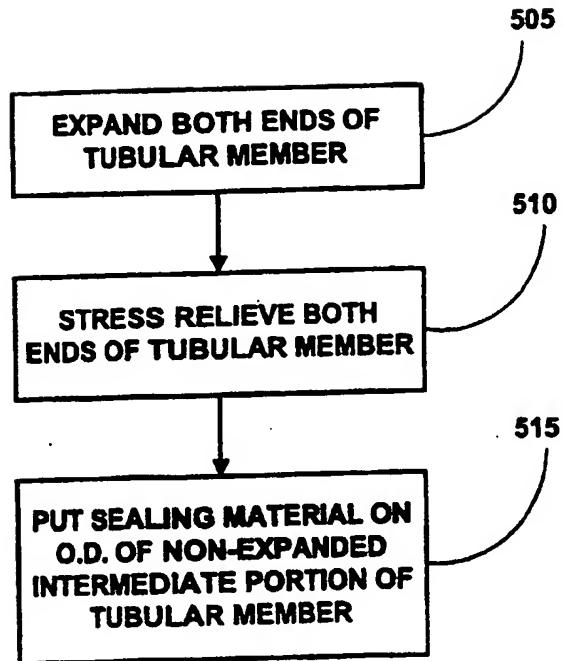 505
EXPAND BOTH ENDS OF
TUBULAR MEMBER
510
STRESS RELIEVE BOTH
ENDS OF TUBULAR MEMBER
515
PUT SEALING MATERIAL ON
O.D. OF NON-EXPANDED
INTERMEDIATE PORTION OF
TUBULAR MEMBER